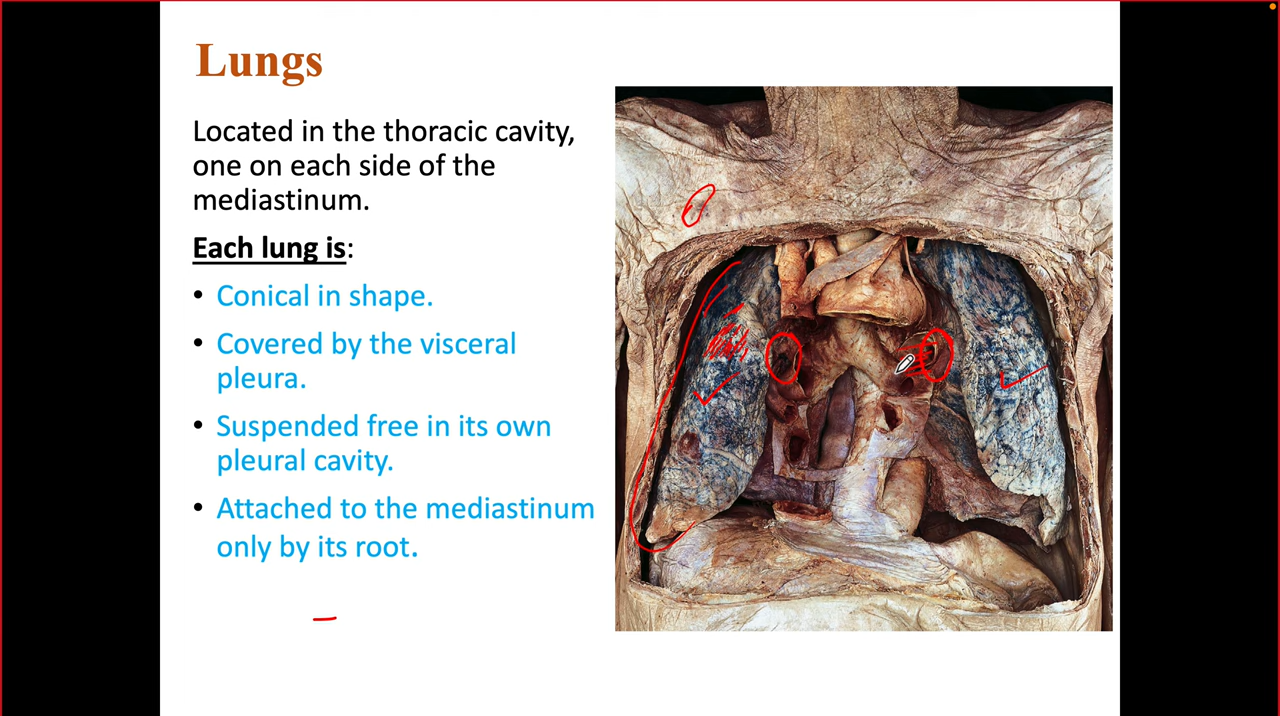 Lungs
Located in the thoracic cavity,
one on each side of the
mediastinum.
Each lung is:
• Conical in shape.
• Covered by the visceral
pleura.
• Suspended free in its own
pleural cavity.
• Attached to the mediastinum
only by its root.